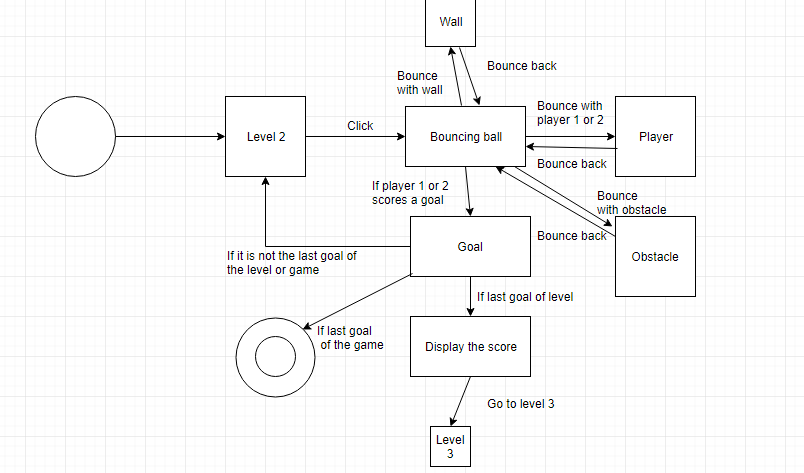 Wall
Bounce back
Bounce
with wall
Bounce with
player 1 or 2
Click
Level 2
Bouncing ball
Player
Bounce back
If player 1 or 2
scores a goal
Bounce
with obstacle
Bounce back
Goal
Obstacle
If it is not the last goal of
the level or game
If last goal of level
If last goal
of the game
Display the score
Go to level 3
Level
3